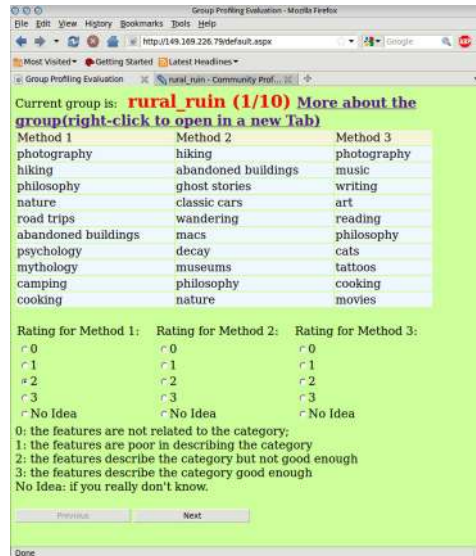 Group Profiling Evaluation - Mozilla Firefox
File Edit View History Bookmarks Tools Help
http://149.169.226.79/default.aspx Google
Most Visited Getting Started Latest Headlines
Group Profiling Evaluation rural_ruin - Community Prof...
Current group is: rural_ruin (1/10) More about the
group(right-click to open in a new Tab)
Method 1 Method 2 Method 3
photography hiking photography
hiking abandoned buildings music
philosophy ghost stories writing
nature classic cars art
road trips wandering reading
abandoned buildings macs philosophy
psychology decay cats
mythology museums tattoos
camping philosophy cooking
cooking nature movies
Rating for Method 1: Rating for Method 2: Rating for Method 3:
0 0 0
1 1 1
2 2 2
3 3 3
No Idea No Idea No Idea
0: the features are not related to the category;
1: the features are poor in describing the category
2: the features describe the category but not good enough
3: the features describe the category good enough
No Idea: if you really don't know.
Previous Next
Done